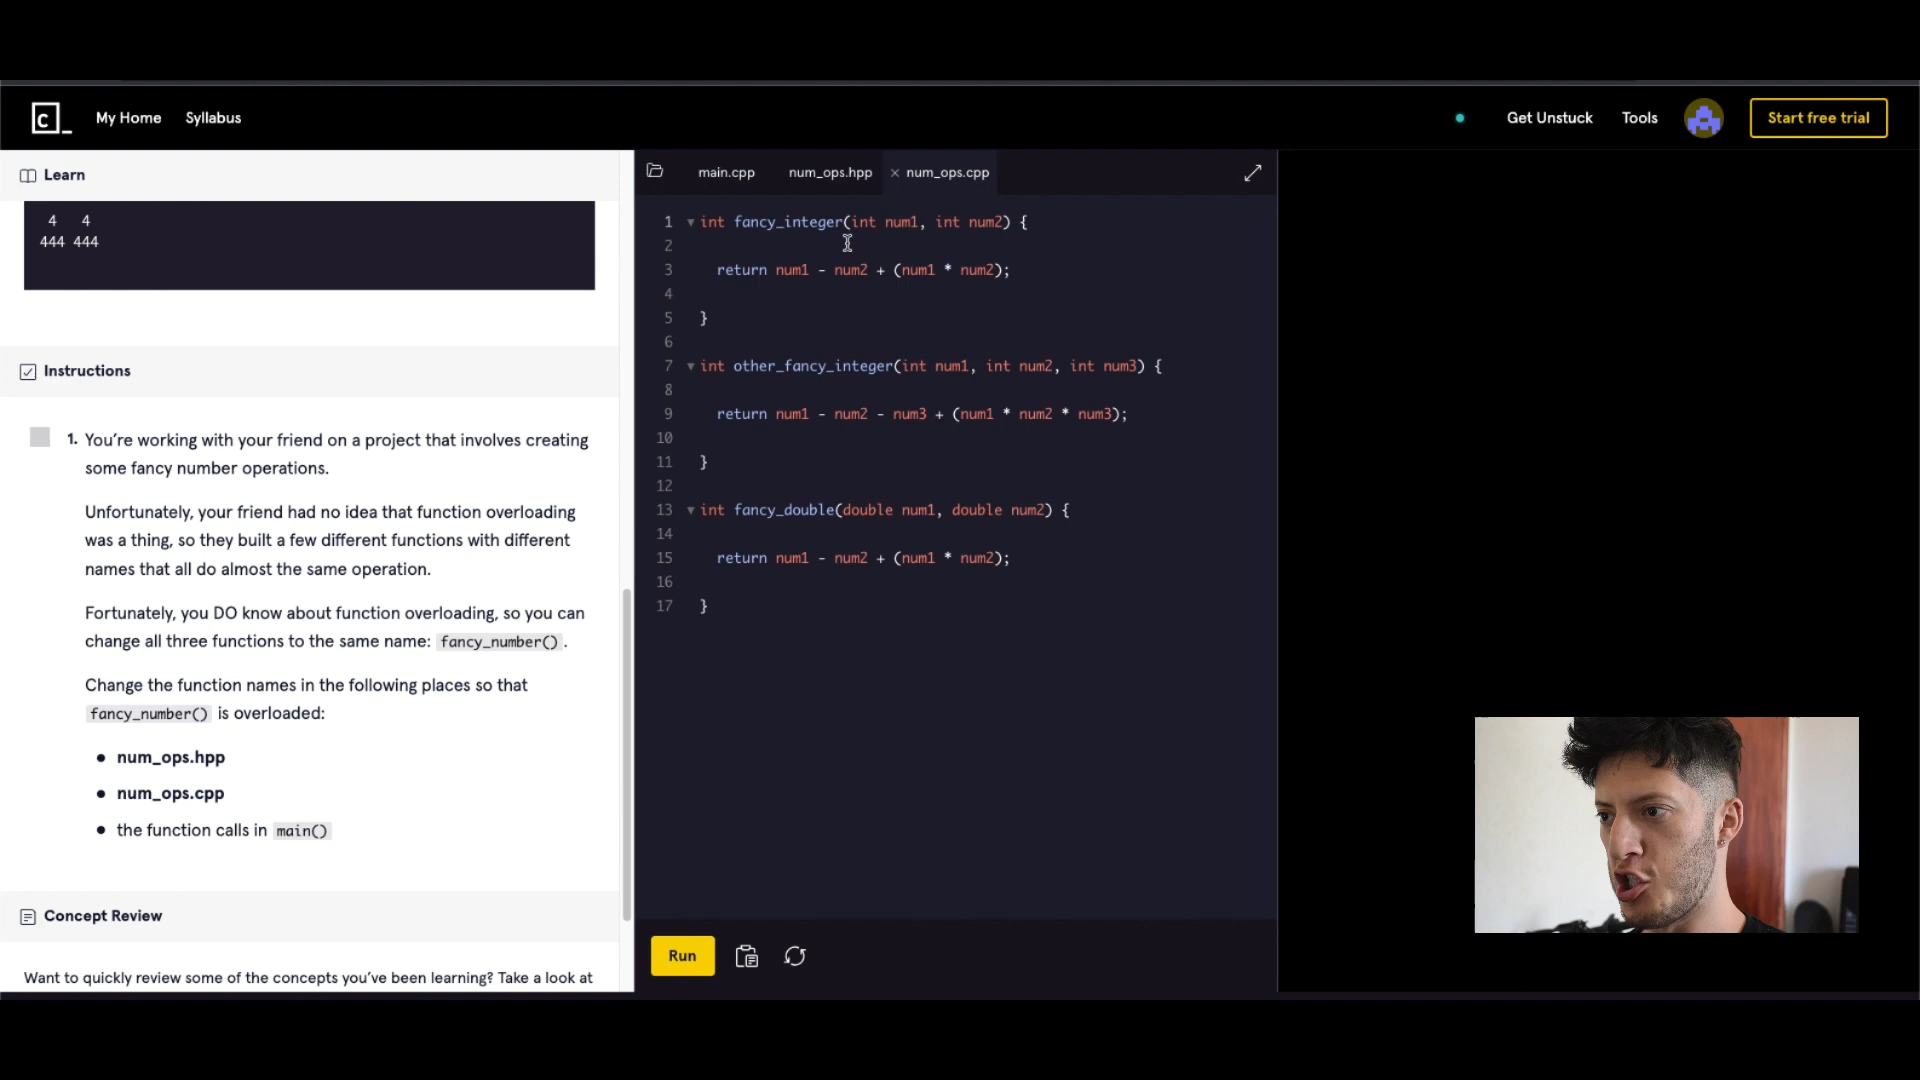 C_
My Home
Syllabus
Get Unstuck
Tools
Start free trial
Learn
4 4
444 444
Instructions
1. You're working with your friend on a project that involves creating
some fancy number operations.
Unfortunately, your friend had no idea that function overloading
was a thing, so they built a few different functions with different
names that all do almost the same operation.
Fortunately, you DO know about function overloading, so you can
change all three functions to the same name: fancy_number().
Change the function names in the following places so that
fancy_number() is overloaded:
• num_ops.hpp
• num_ops.cpp
• the function calls in main()
Concept Review
Want to quickly review some of the concepts you've been learning? Take a look at
main.cpp
num_ops.hpp
× num_ops.cpp
1 int fancy_integer(int num1, int num2) {
2
3 return num1 - num2 + (num1 * num2);
4
5 }
6
7 int other_fancy_integer(int num1, int num2, int num3) {
8
9 return num1 - num2 - num3 + (num1 * num2 * num3);
10
11 }
12
13 int fancy_double(double num1, double num2) {
14
15 return num1 - num2 + (num1 * num2);
16
17 }
Run